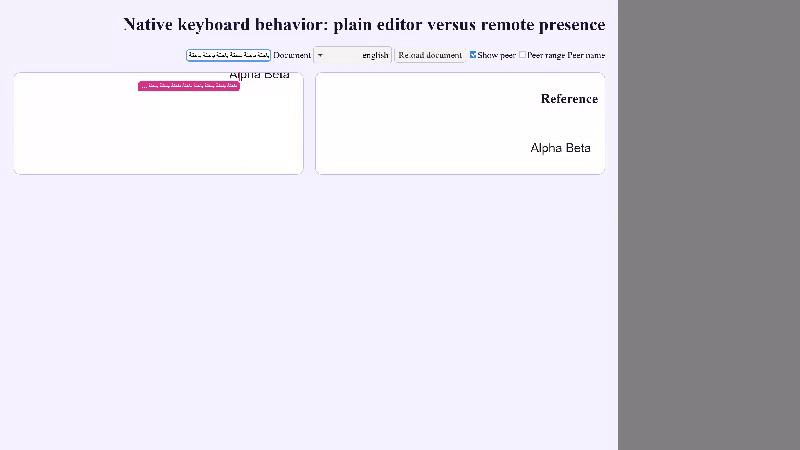 Native keyboard behavior: plain editor versus remote presence
Document english Reload document Show peer Peer range Peer name
Alpha Beta
Reference
Alpha Beta